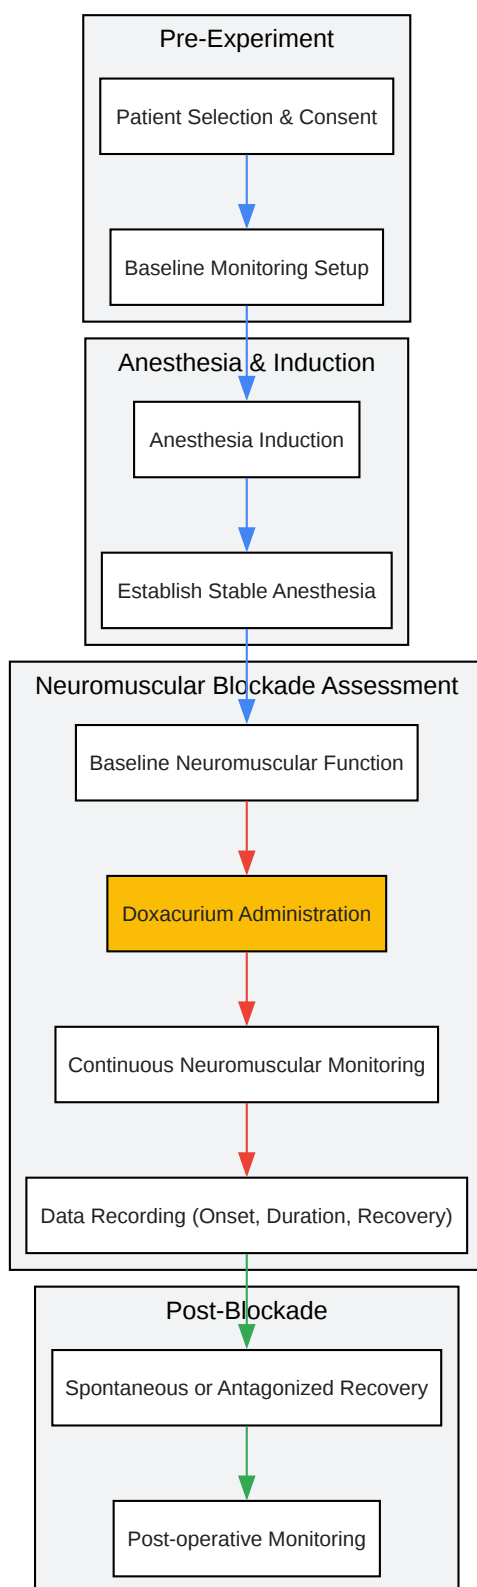 Pre-Experiment
Patient Selection & Consent
Baseline Monitoring Setup
Anesthesia & Induction
Anesthesia Induction
Establish Stable Anesthesia
Neuromuscular Blockade Assessment
Baseline Neuromuscular Function
Doxacurium Administration
Continuous Neuromuscular Monitoring
Data Recording (Onset, Duration, Recovery)
Post-Blockade
Spontaneous or Antagonized Recovery
Post-operative Monitoring